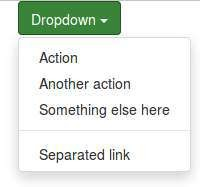 Dropdown
Action
Another action
Something else here
Separated link